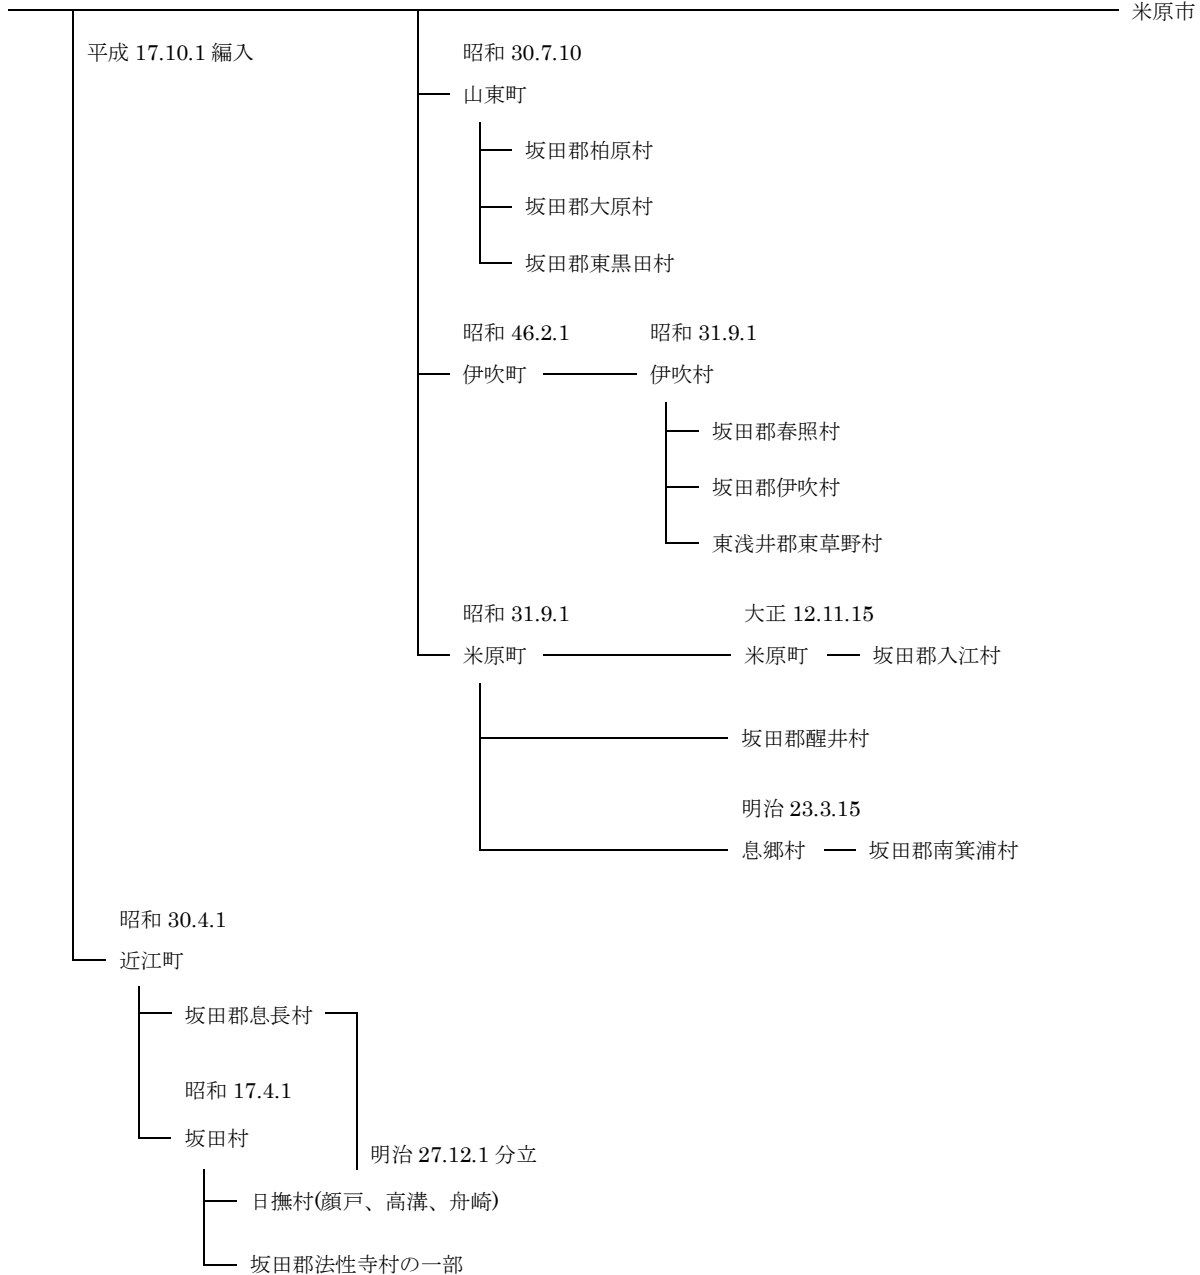 米原市
平成 17.10.1 編入
昭和 30.7.10
山東町
坂田郡柏原村
坂田郡大原村
坂田郡東黒田村
昭和 46.2.1 昭和 31.9.1
伊吹町 伊吹村
坂田郡春照村
坂田郡伊吹村
東浅井郡東草野村
昭和 31.9.1 大正 12.11.15
米原町 米原町 坂田郡入江村
坂田郡醒井村
明治 23.3.15
息郷村 坂田郡南箕浦村
昭和 30.4.1
近江町
坂田郡息長村
昭和 17.4.1
坂田村
明治 27.12.1 分立
日撫村(顔戸、高溝、舟崎)
坂田郡法性寺村の一部